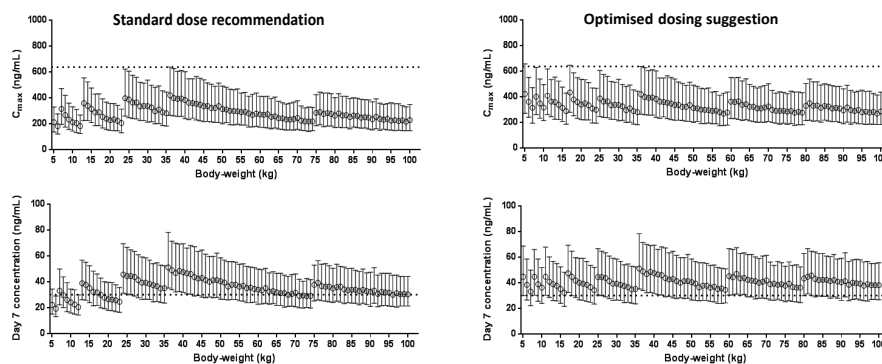 Standard dose recommendation
Optimised dosing suggestion
1000
800
600
400
200
0
Cmax (ng/mL)
5 10 15 20 25 30 35 40 45 50 55 60 65 70 75 80 85 90 95 100
Body-weight (kg)
1000
800
600
400
200
0
Cmax (ng/mL)
5 10 15 20 25 30 35 40 45 50 55 60 65 70 75 80 85 90 95 100
Body-weight (kg)
100
80
60
40
20
0
Day 7 concentration (ng/mL)
5 10 15 20 25 30 35 40 45 50 55 60 65 70 75 80 85 90 95 100
Body-weight (kg)
100
80
60
40
20
0
Day 7 concentration (ng/mL)
5 10 15 20 25 30 35 40 45 50 55 60 65 70 75 80 85 90 95 100
Body-weight (kg)